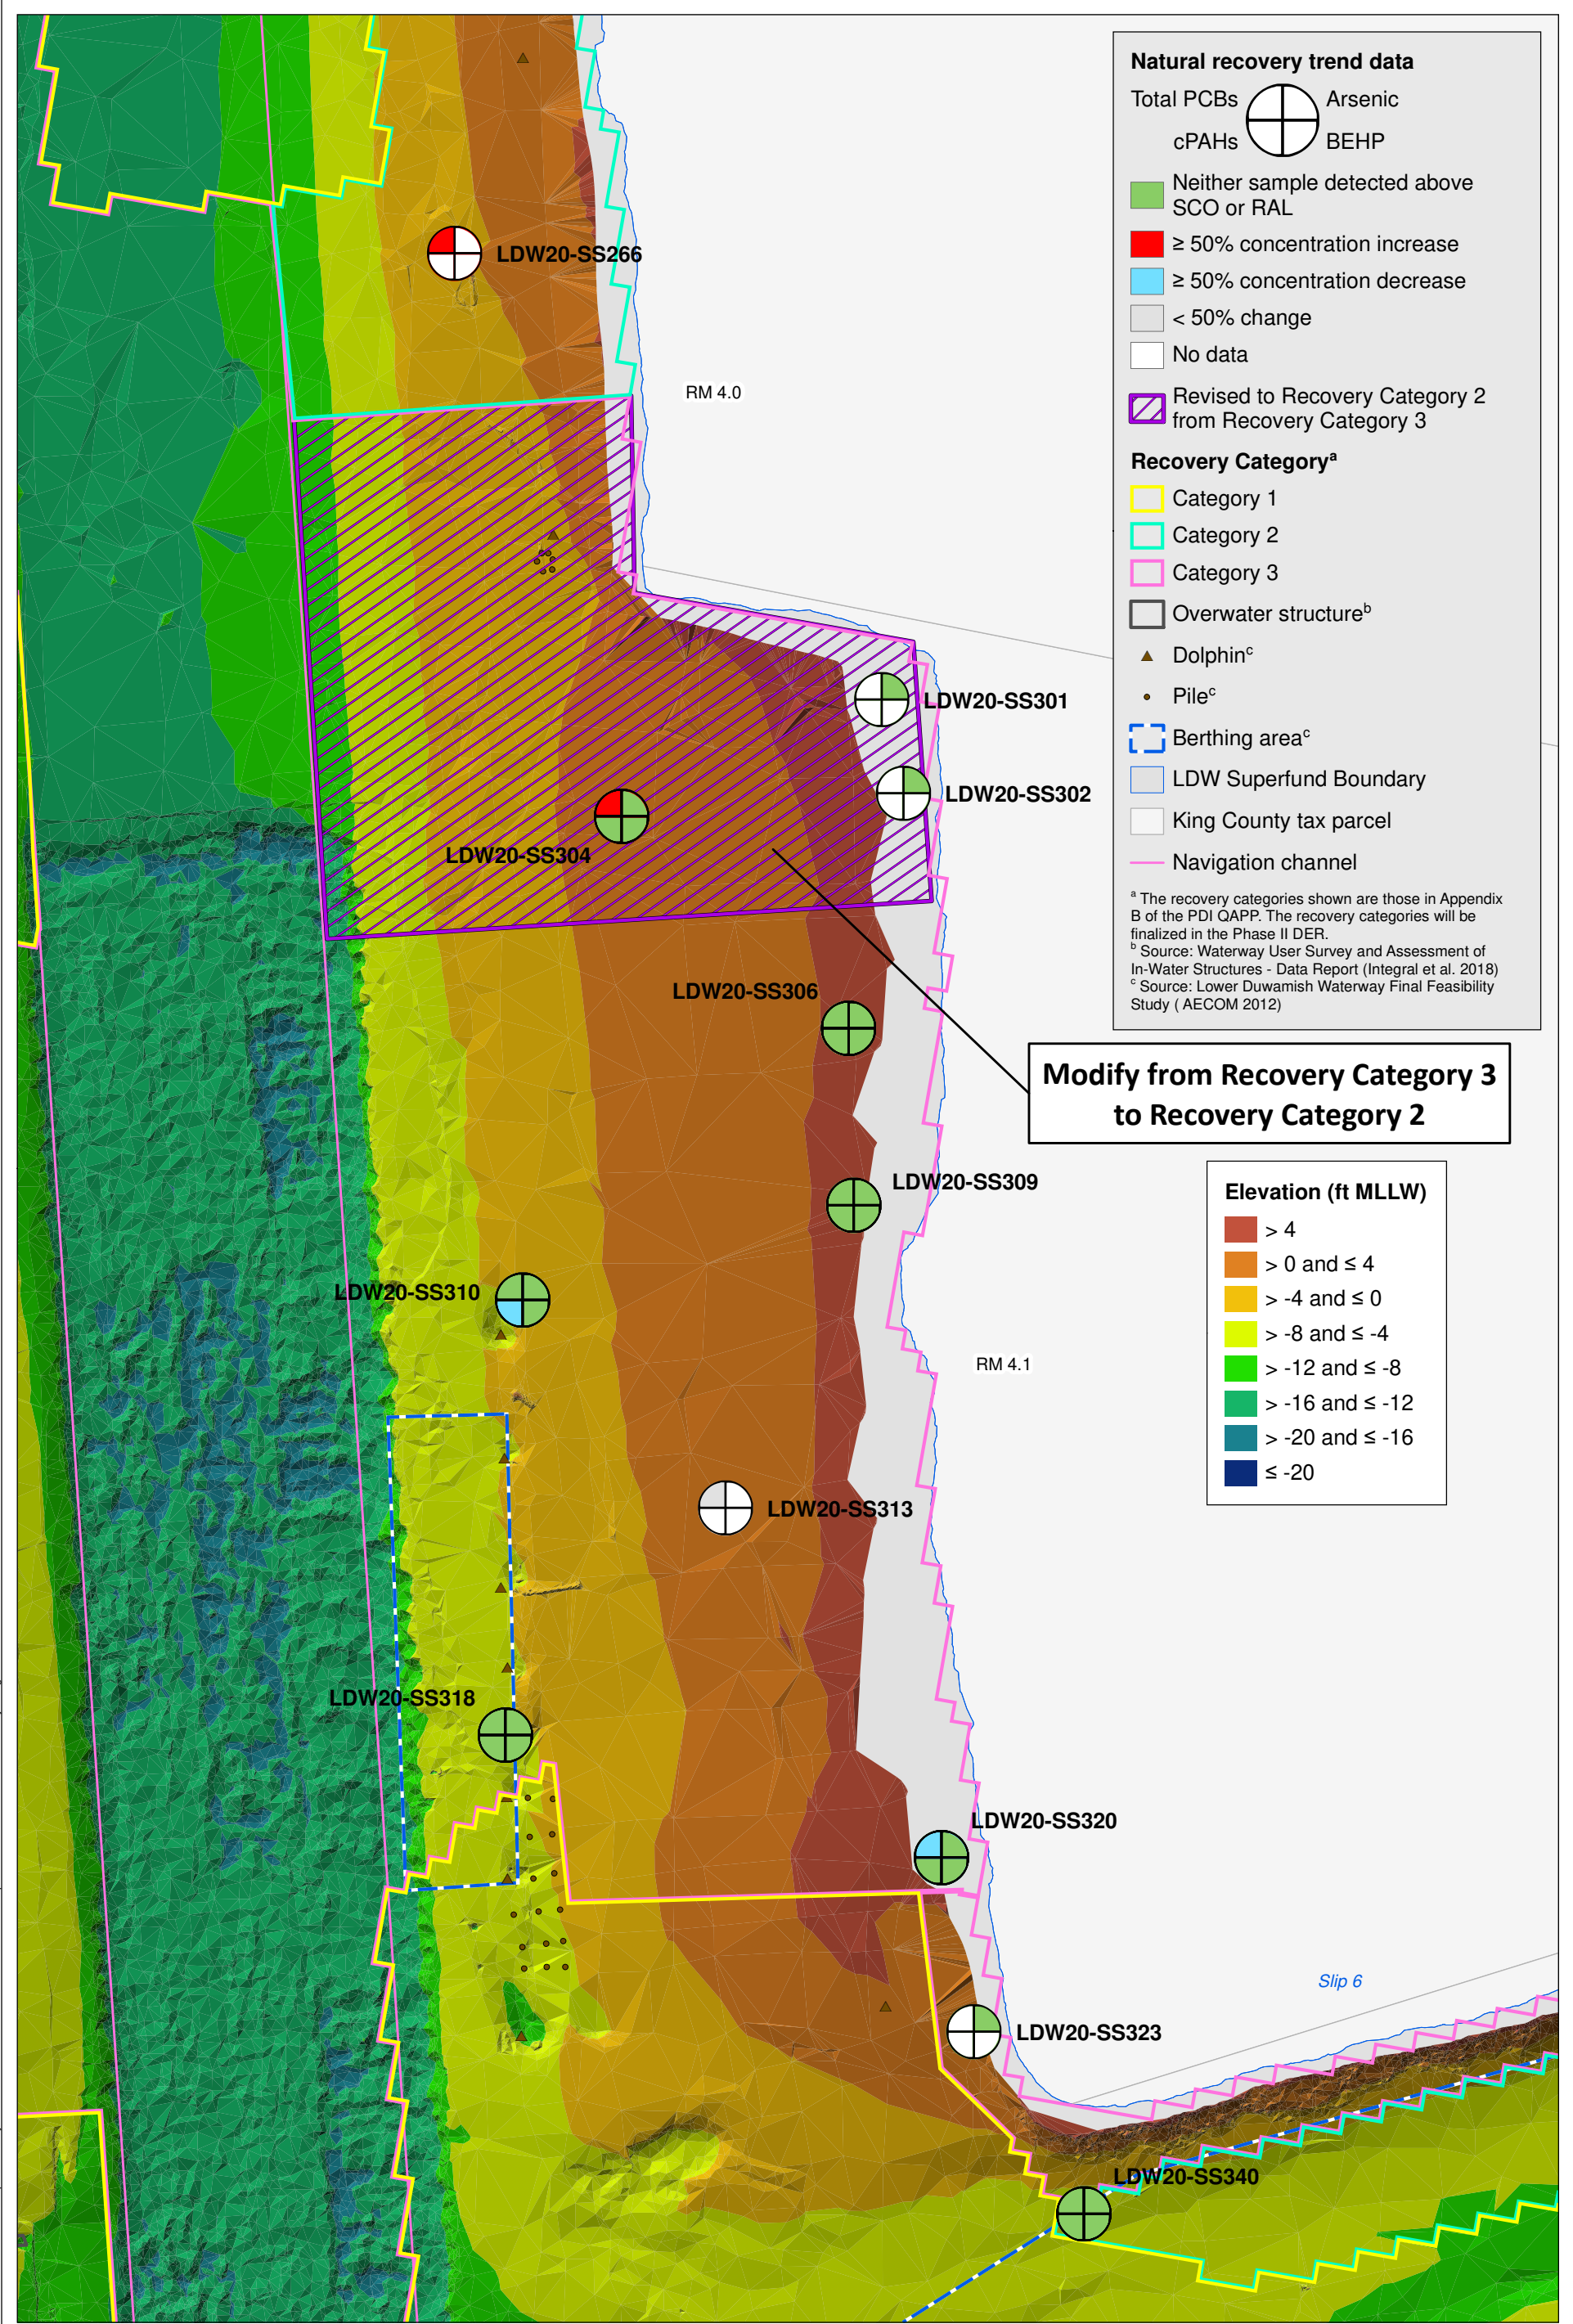 Natural recovery trend data
Total PCBs
Arsenic
cPAHs
BEHP
Neither sample detected above
SCO or RAL
≥ 50% concentration increase
≥ 50% concentration decrease
< 50% change
No data
Revised to Recovery Category 2
from Recovery Category 3
Recovery Categoryᵃ
Category 1
Category 2
Category 3
Overwater structureᵇ
Dolphinᶜ
Pileᶜ
Berthing areaᶜ
LDW Superfund Boundary
King County tax parcel
Navigation channel
ᵃ The recovery categories shown are those in Appendix
B of the PDI QAPP. The recovery categories will be
finalized in the Phase II DER.
ᵇ Source: Waterway User Survey and Assessment of
In-Water Structures - Data Report (Integral et al. 2018)
ᶜ Source: Lower Duwamish Waterway Final Feasibility
Study ( AECOM 2012)
LDW20-SS266
RM 4.0
LDW20-SS301
LDW20-SS302
LDW20-SS304
LDW20-SS306
Modify from Recovery Category 3
to Recovery Category 2
LDW20-SS309
Elevation (ft MLLW)
> 4
> 0 and ≤ 4
> -4 and ≤ 0
> -8 and ≤ -4
> -12 and ≤ -8
> -16 and ≤ -12
> -20 and ≤ -16
≤ -20
LDW20-SS310
RM 4.1
LDW20-SS313
LDW20-SS318
LDW20-SS320
Slip 6
LDW20-SS323
LDW20-SS340